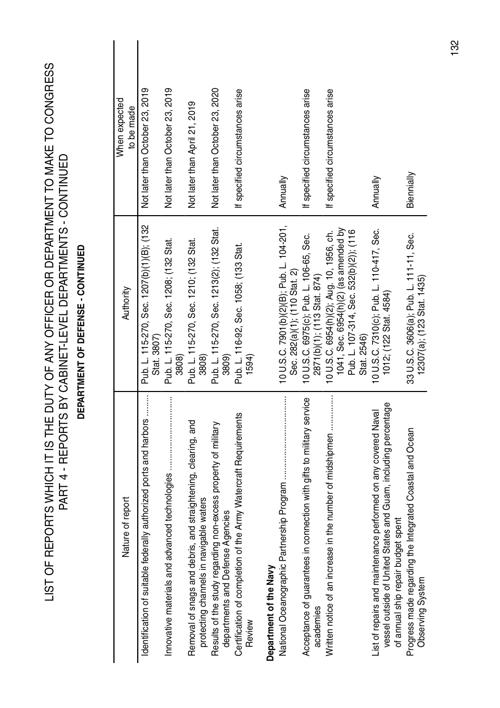 LIST OF REPORTS WHICH IT IS THE DUTY OF ANY OFFICER OR DEPARTMENT TO MAKE TO CONGRESS
PART 4 - REPORTS BY CABINET-LEVEL DEPARTMENTS - CONTINUED
DEPARTMENT OF DEFENSE - CONTINUED
Nature of report
Authority
When expected
to be made
Identification of suitable federally authorized ports and harbors ........
Pub. L. 115-270, Sec. 1207(b)(1)(B); (132
Stat. 3807)
Not later than October 23, 2019
Innovative materials and advanced technologies ............................
Pub. L. 115-270, Sec. 1208; (132 Stat.
3808)
Not later than October 23, 2019
Removal of snags and debris, and straightening, clearing, and
protecting channels in navigable waters
Pub. L. 115-270, Sec. 1210; (132 Stat.
3808)
Not later than April 21, 2019
Results of the study regarding non-excess property of military
departments and Defense Agencies
Pub. L. 115-270, Sec. 1213(2); (132 Stat.
3809)
Not later than October 23, 2020
Certification of completion of the Army Watercraft Requirements
Review
Pub. L. 116-92, Sec. 1058; (133 Stat.
1594)
If specified circumstances arise
Department of the Navy
National Oceanographic Partnership Program ...............................
10 U.S.C. 7901(b)(2)(B); Pub. L. 104-201,
Sec. 282(a)(1); (110 Stat. 2)
Annually
Acceptance of guarantees in connection with gifts to military service
academies
10 U.S.C. 6975(c); Pub. L. 106-65, Sec.
2871(b)(1); (113 Stat. 874)
If specified circumstances arise
Written notice of an increase in the number of midshipmen ..............
10 U.S.C. 6954(h)(2); Aug. 10, 1956, ch.
1041, Sec. 6954(h)(2) (as amended by
Pub. L. 107-314, Sec. 532(b)(2)); (116
Stat. 2546)
If specified circumstances arise
List of repairs and maintenance performed on any covered Naval
vessel outside of United States and Guam, including percentage
of annual ship repair budget spent
10 U.S.C. 7310(c); Pub. L. 110-417, Sec.
1012; (122 Stat. 4584)
Annually
Progress made regarding the Integrated Coastal and Ocean
Observing System
33 U.S.C. 3606(a); Pub. L. 111-11, Sec.
12307(a); (123 Stat. 1435)
Biennially
132